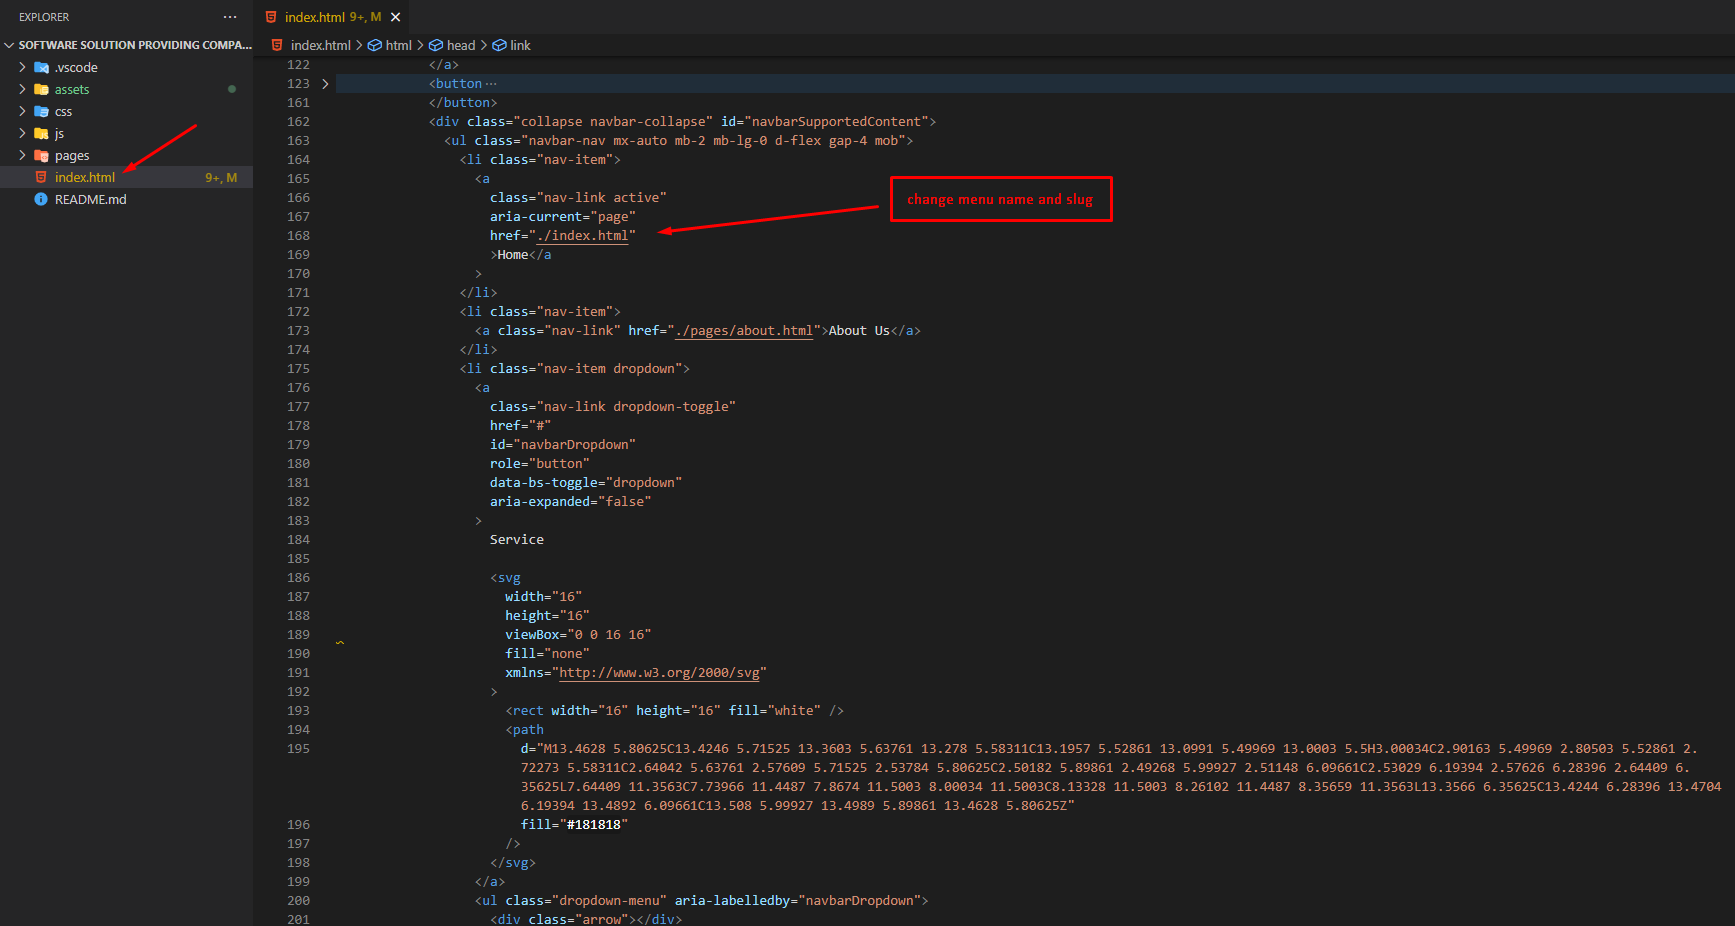 EXPLORER ···
SOFTWARE SOLUTION PROVIDING COMPA...
.vscode
assets
css
js
pages
index.html 9+, M
README.md
index.html 9+, M
index.html > html > head > link
122 </a>
123 <button ···
161 </button>
162 <div class="collapse navbar-collapse" id="navbarSupportedContent">
163 <ul class="navbar-nav mx-auto mb-2 mb-lg-0 d-flex gap-4 mob">
164 <li class="nav-item">
165 <a
166 class="nav-link active"
167 aria-current="page"
168 href="./index.html"
169 >Home</a
170 >
171 </li>
172 <li class="nav-item">
173 <a class="nav-link" href="./pages/about.html">About Us</a>
174 </li>
175 <li class="nav-item dropdown">
176 <a
177 class="nav-link dropdown-toggle"
178 href="#"
179 id="navbarDropdown"
180 role="button"
181 data-bs-toggle="dropdown"
182 aria-expanded="false"
183 >
184 Service
185
186 <svg
187 width="16"
188 height="16"
189 viewBox="0 0 16 16"
190 fill="none"
191 xmlns="http://www.w3.org/2000/svg"
192 >
193 <rect width="16" height="16" fill="white" />
194 <path
195 d="M13.4628 5.80625C13.4246 5.71525 13.3603 5.63761 13.278 5.58311C13.1957 5.52861 13.0991 5.49969 13.0003 5.5H3.00034C2.90163 5.49969 2.80503 5.52861 2.
72273 5.58311C2.64042 5.63761 2.57609 5.71525 2.53784 5.80625C2.50182 5.89861 2.49268 5.99927 2.51148 6.09661C2.53029 6.19394 2.57626 6.28396 2.64409 6.
35625L7.64409 11.3563C7.73966 11.4487 7.8674 11.5003 8.00034 11.5003C8.13328 11.5003 8.26102 11.4487 8.35659 11.3563L13.3566 6.35625C13.4244 6.28396 13.4704
6.19394 13.4892 6.09661C13.508 5.99927 13.4989 5.89861 13.4628 5.80625Z"
196 fill="#181818"
197 />
198 </svg>
199 </a>
200 <ul class="dropdown-menu" aria-labelledby="navbarDropdown">
201 <div class="arrow"></div>
change menu name and slug